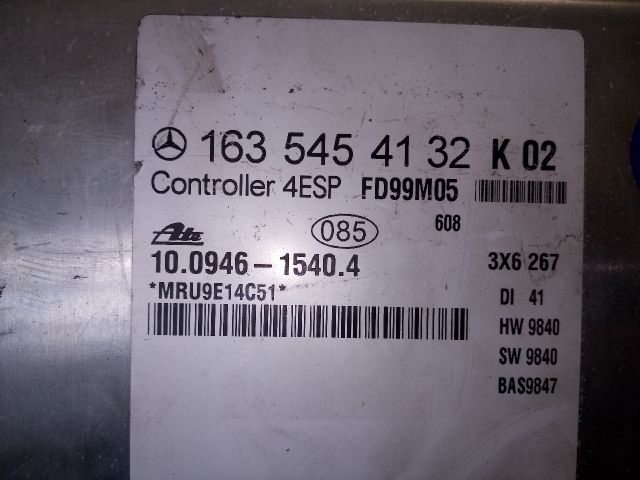 163 545 41 32 K 02
Controller 4ESP FD99M05
608
Ate 085
10.0946-1540.4 3X6 267
*MRU9E14C51* DI 41
HW 9840
SW 9840
BAS9847